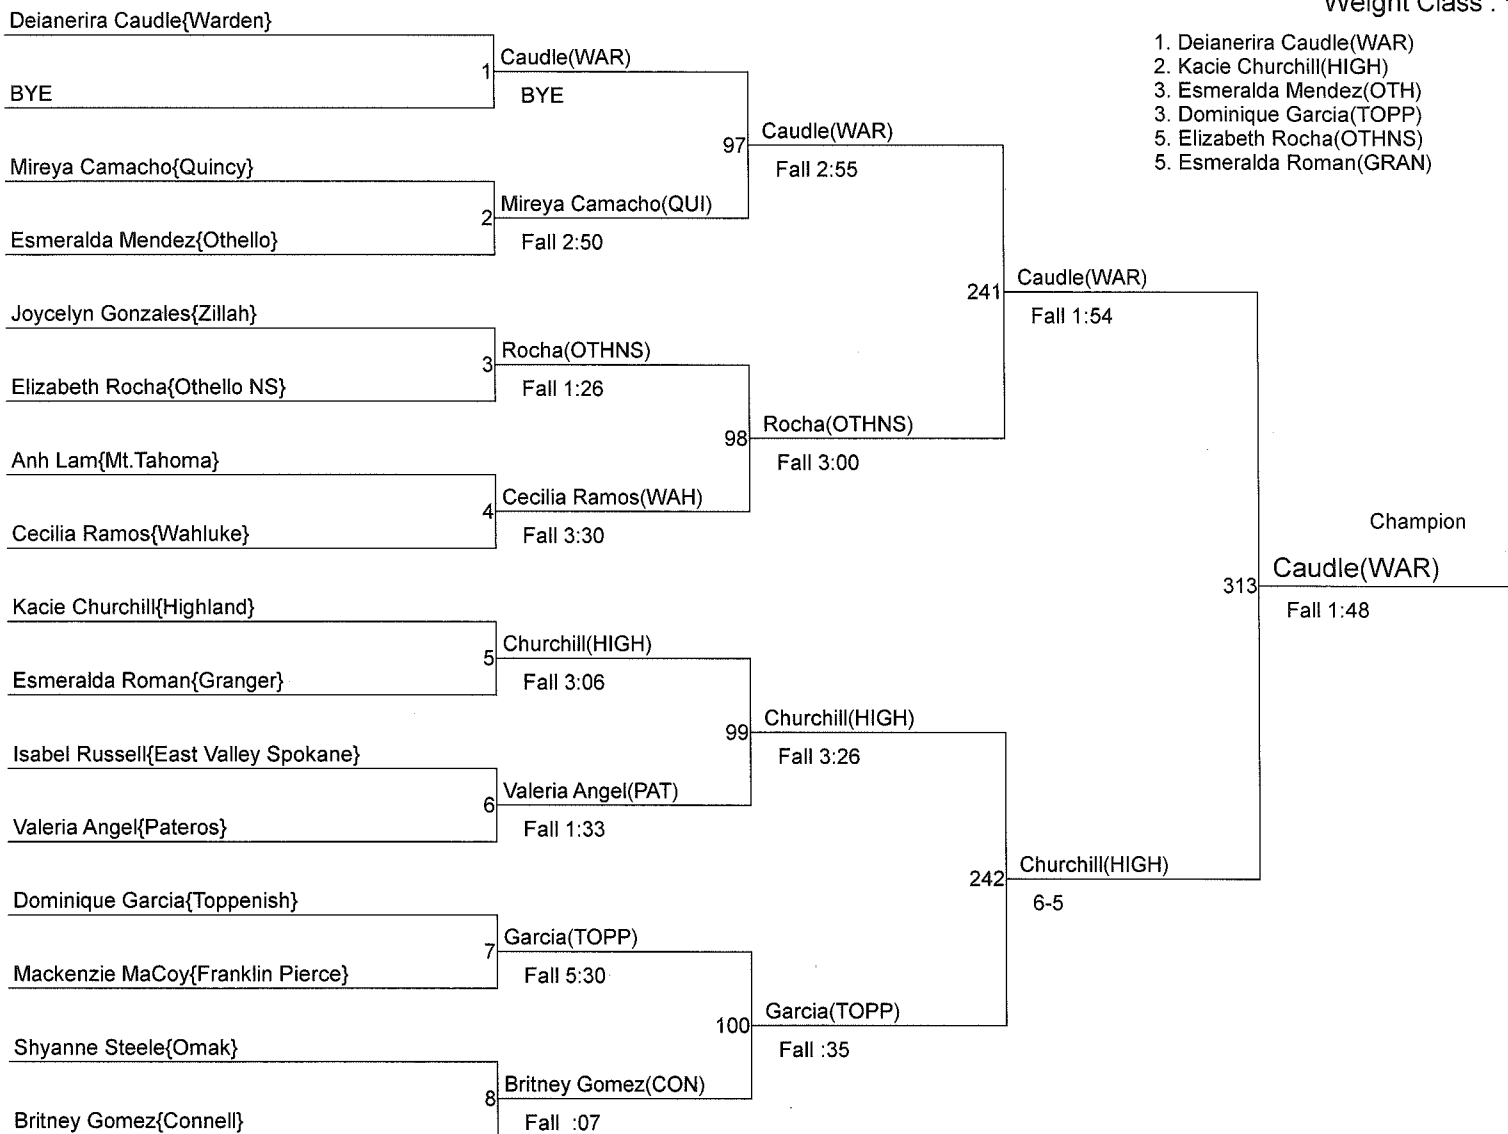 Weight Class :
1. Deianerira Caudle(WAR)
2. Kacie Churchill(HIGH)
3. Esmeralda Mendez(OTH)
3. Dominique Garcia(TOPP)
5. Elizabeth Rocha(OTHNS)
5. Esmeralda Roman(GRAN)
Deianerira Caudle{Warden}
1
BYE
Caudle(WAR)
BYE
Mireya Camacho{Quincy}
2
Esmeralda Mendez{Othello}
Mireya Camacho(QUI)
Fall 2:50
97
Caudle(WAR)
Fall 2:55
Joycelyn Gonzales{Zillah}
3
Elizabeth Rocha{Othello NS}
Rocha(OTHNS)
Fall 1:26
Anh Lam{Mt.Tahoma}
4
Cecilia Ramos{Wahluke}
Cecilia Ramos(WAH)
Fall 3:30
98
Rocha(OTHNS)
Fall 3:00
241
Caudle(WAR)
Fall 1:54
Kacie Churchill{Highland}
5
Esmeralda Roman{Granger}
Churchill(HIGH)
Fall 3:06
Isabel Russell{East Valley Spokane}
6
Valeria Angel{Pateros}
Valeria Angel(PAT)
Fall 1:33
99
Churchill(HIGH)
Fall 3:26
Dominique Garcia{Toppenish}
7
Mackenzie MaCoy{Franklin Pierce}
Garcia(TOPP)
Fall 5:30
Shyanne Steele{Omak}
8
Britney Gomez{Connell}
Britney Gomez(CON)
Fall :07
100
Garcia(TOPP)
Fall :35
242
Churchill(HIGH)
6-5
313
Champion
Caudle(WAR)
Fall 1:48